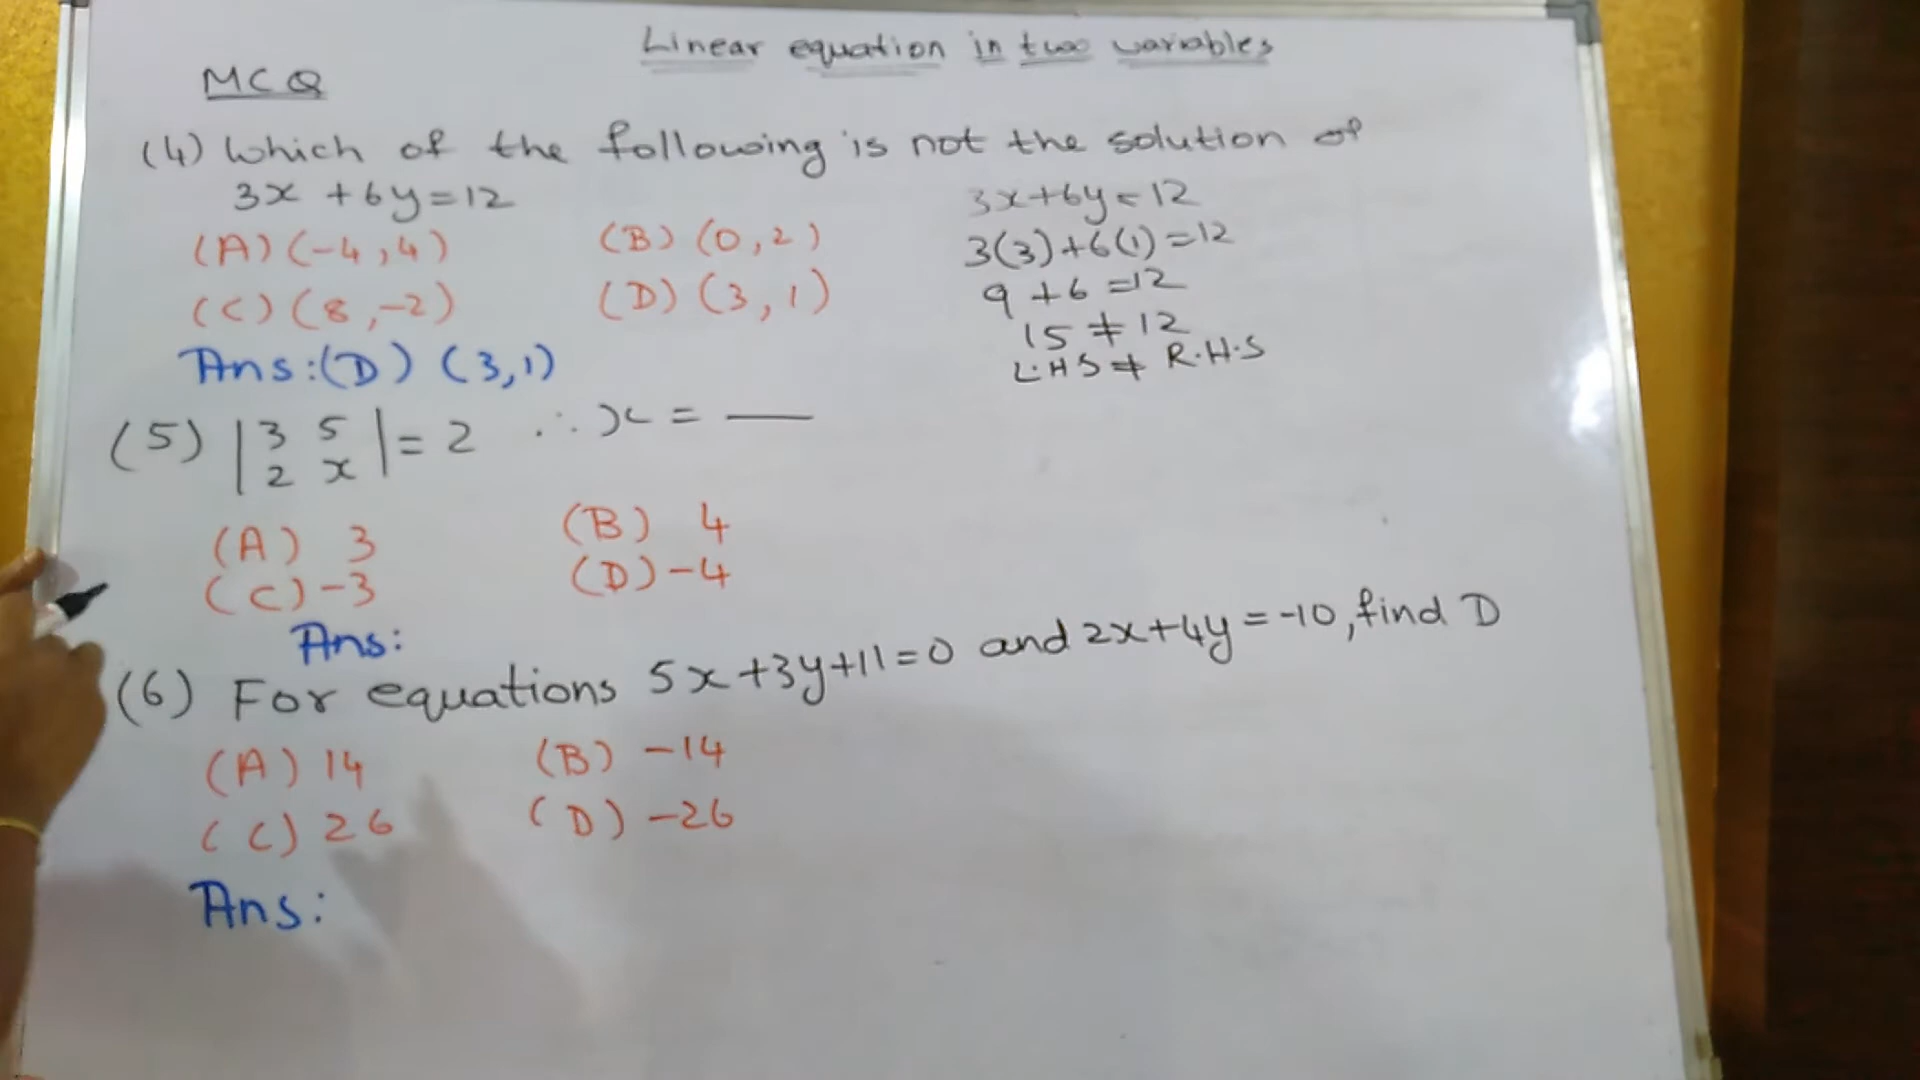 Linear equation in two variables
MCQ
(4) Which of the following is not the solution of
3x + 6y = 12
(A) (-4, 4) (B) (0, 2)
(C) (8, -2) (D) (3, 1)
Ans: (D) (3, 1)
3x + 6y = 12
3(3) + 6(1) = 12
9 + 6 = 12
15 ≠ 12
L.H.S ≠ R.H.S
(5) |3 5| = 2 ∴ x = ___
|2 x|
(A) 3 (B) 4
(C) -3 (D) -4
Ans:
(6) For equations 5x + 3y + 11 = 0 and 2x + 4y = -10, find D
(A) 14 (B) -14
(C) 26 (D) -26
Ans: